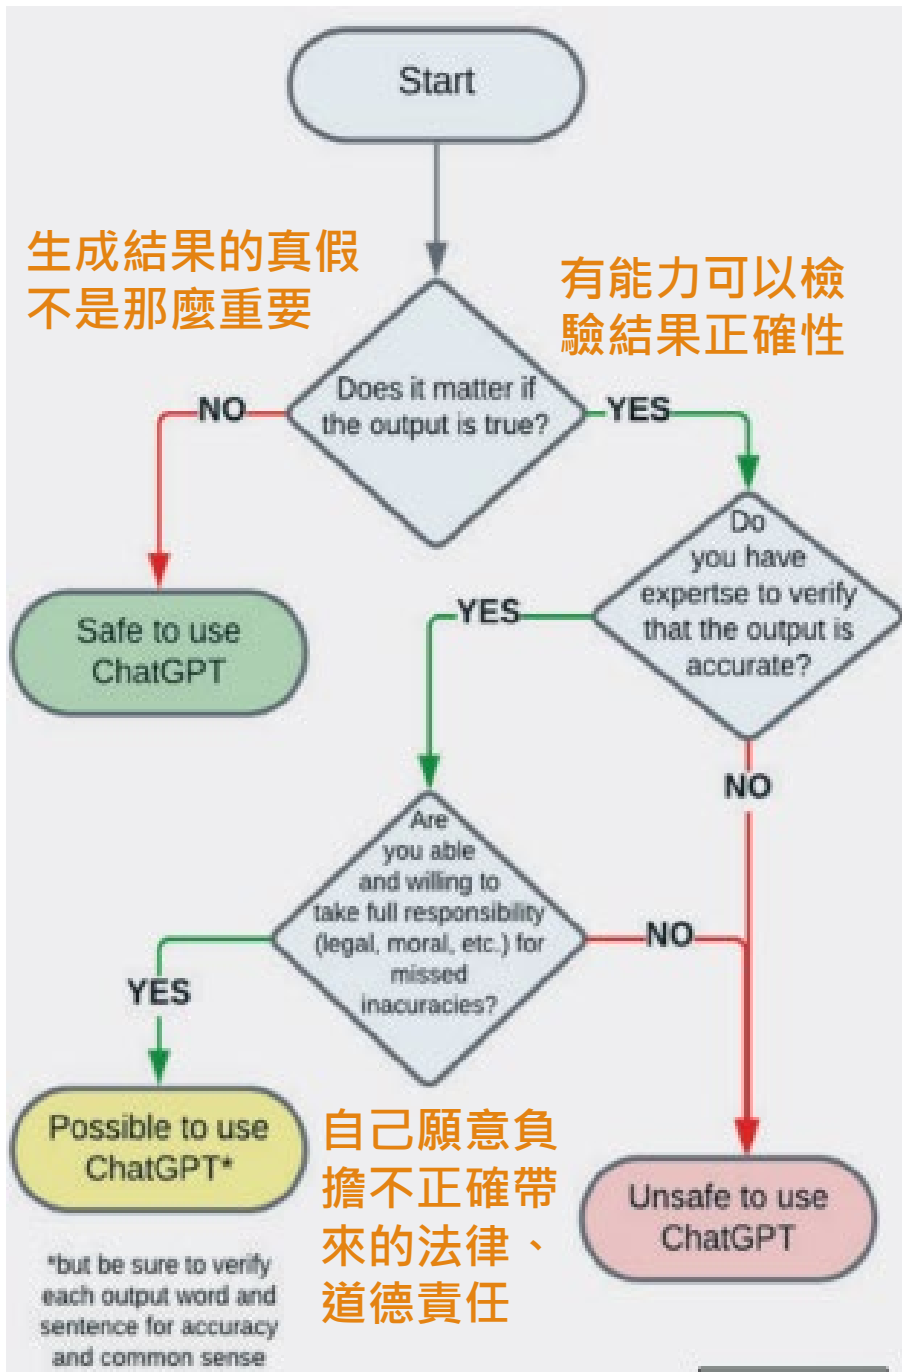 Start
生成結果的真假
不是那麼重要
有能力可以檢
驗結果正確性
Does it matter if
the output is true?
NO
YES
Safe to use
ChatGPT
Do
you have
expertse to verify
that the output is
accurate?
YES
NO
Are
you able
and willing to
take full responsibility
(legal, moral, etc.) for
missed
inacuracies?
YES
NO
Possible to use
ChatGPT*
自己願意負
擔不正確帶
來的法律、
道德責任
Unsafe to use
ChatGPT
*but be sure to verify
each output word and
sentence for accuracy
and common sense